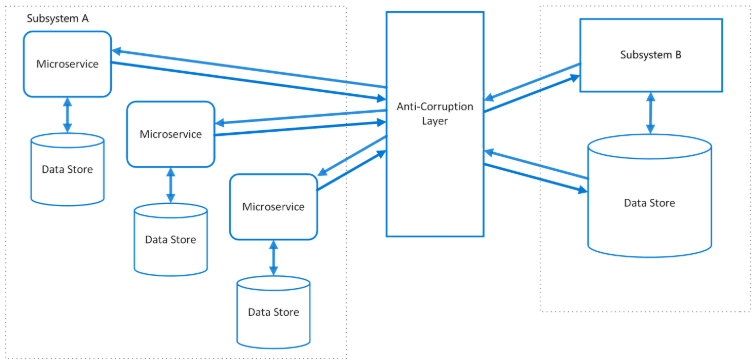 Subsystem A
Microservice
Data Store
Microservice
Data Store
Microservice
Data Store
Anti-Corruption
Layer
Subsystem B
Data Store